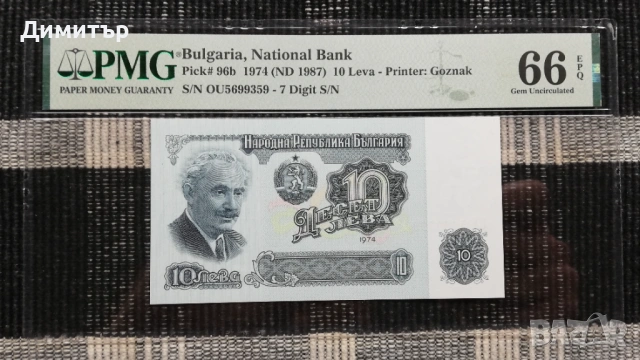 Димитър
PMG
PAPER MONEY GUARANTY
Bulgaria, National Bank
Pick# 96b 1974 (ND 1987) 10 Leva - Printer: Goznak
S/N OU5699359 - 7 Digit S/N
66 EPQ
Gem Uncirculated
НАРОДНА РЕПУБЛИКА БЪЛГАРИЯ
10
ДЕСЕТ
ЛЕВА
1974
10 ЛЕВА
10
10
BAZAR